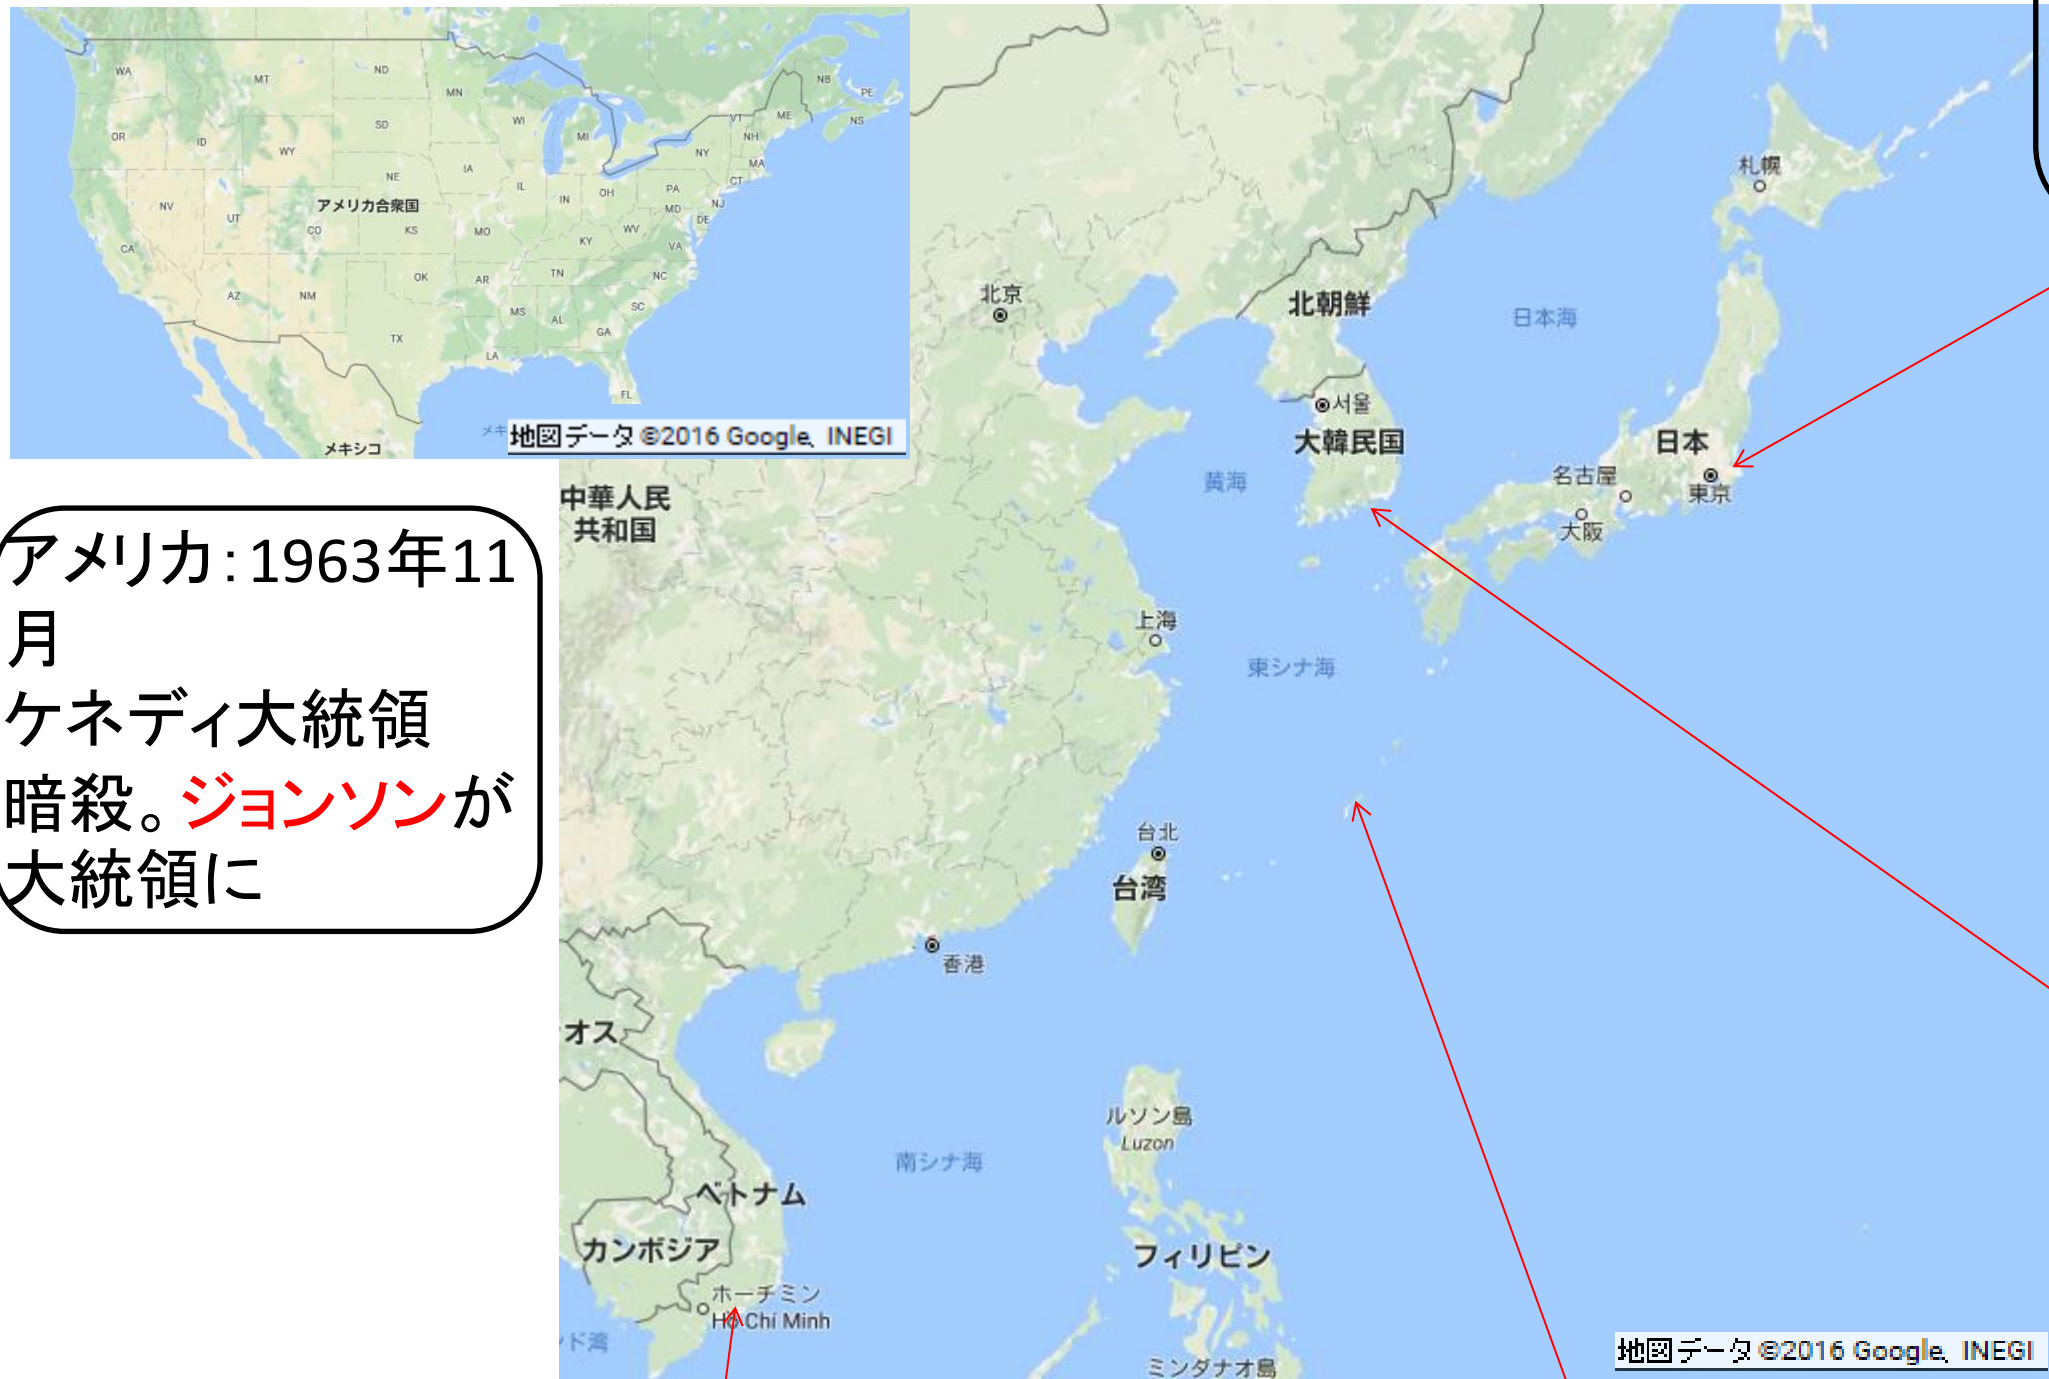 WA
MT
ND
MN
OR
ID
WY
SD
WI
MI
VT
ME
NB
PE
NS
NH
NY
MA
CT
NE
IA
IL
IN
OH
PA
NJ
MD
DE
NV
UT
アメリカ合衆国
CO
KS
MO
KY
WV
VA
CA
AZ
NM
OK
AR
TN
NC
MS
AL
SC
GA
TX
LA
FL
メキシコ
メキ
地図データ ©2016 Google, INEGI
アメリカ:1963年11
月
ケネディ大統領
暗殺。ジョンソンが
大統領に
札幌
北京
北朝鮮
日本海
서울
大韓民国
日本
名古屋
東京
大阪
黄海
中華人民
共和国
上海
東シナ海
台北
台湾
香港
オス
ルソン島
Luzon
南シナ海
ベトナム
カンボジア
フィリピン
ホーチミン
Ho Chi Minh
ド湾
ミンダナオ島
地図データ ©2016 Google, INEGI